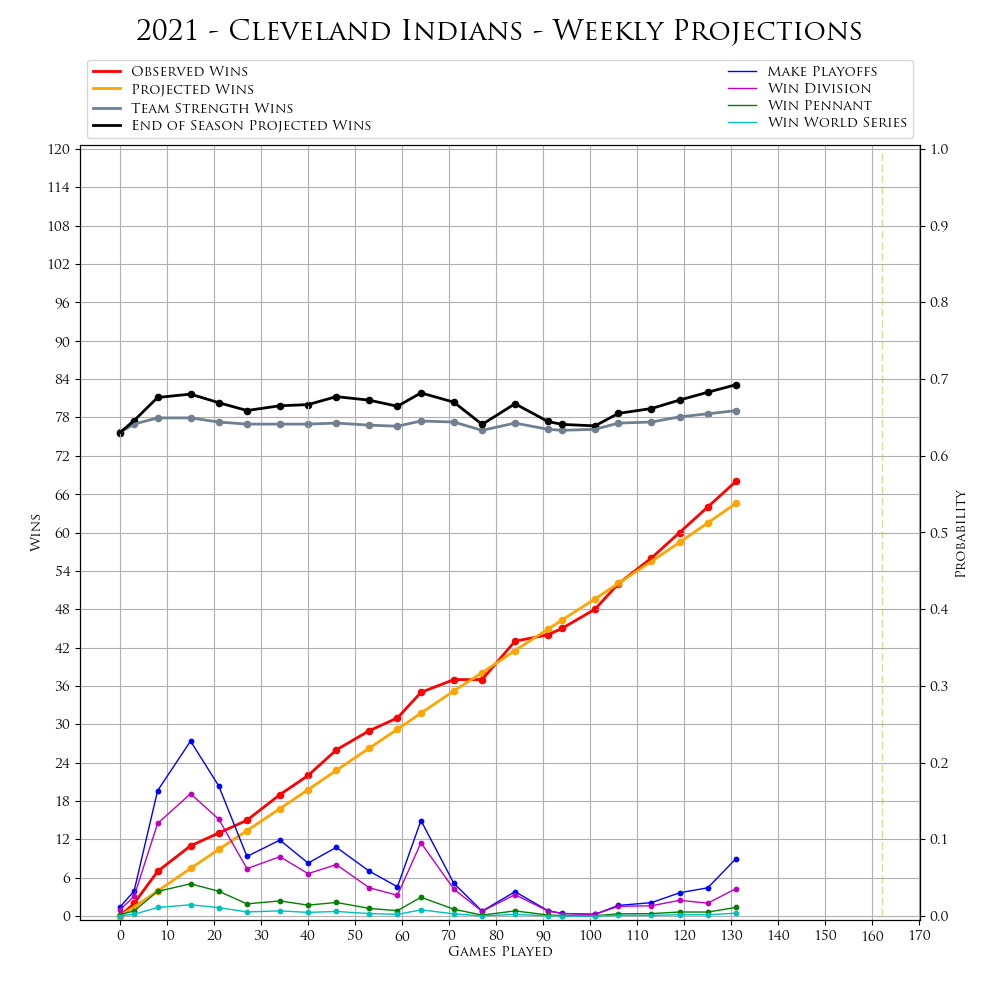 2021 - Cleveland Indians - Weekly Projections
Observed Wins
Projected Wins
Team Strength Wins
End of Season Projected Wins
Make Playoffs
Win Division
Win Pennant
Win World Series
120
114
108
102
96
90
84
78
72
66
60
54
48
42
36
30
24
18
12
6
0
Wins
1.0
0.9
0.8
0.7
0.6
0.5
0.4
0.3
0.2
0.1
0.0
Probability
0 10 20 30 40 50 60 70 80 90 100 110 120 130 140 150 160 170
Games Played